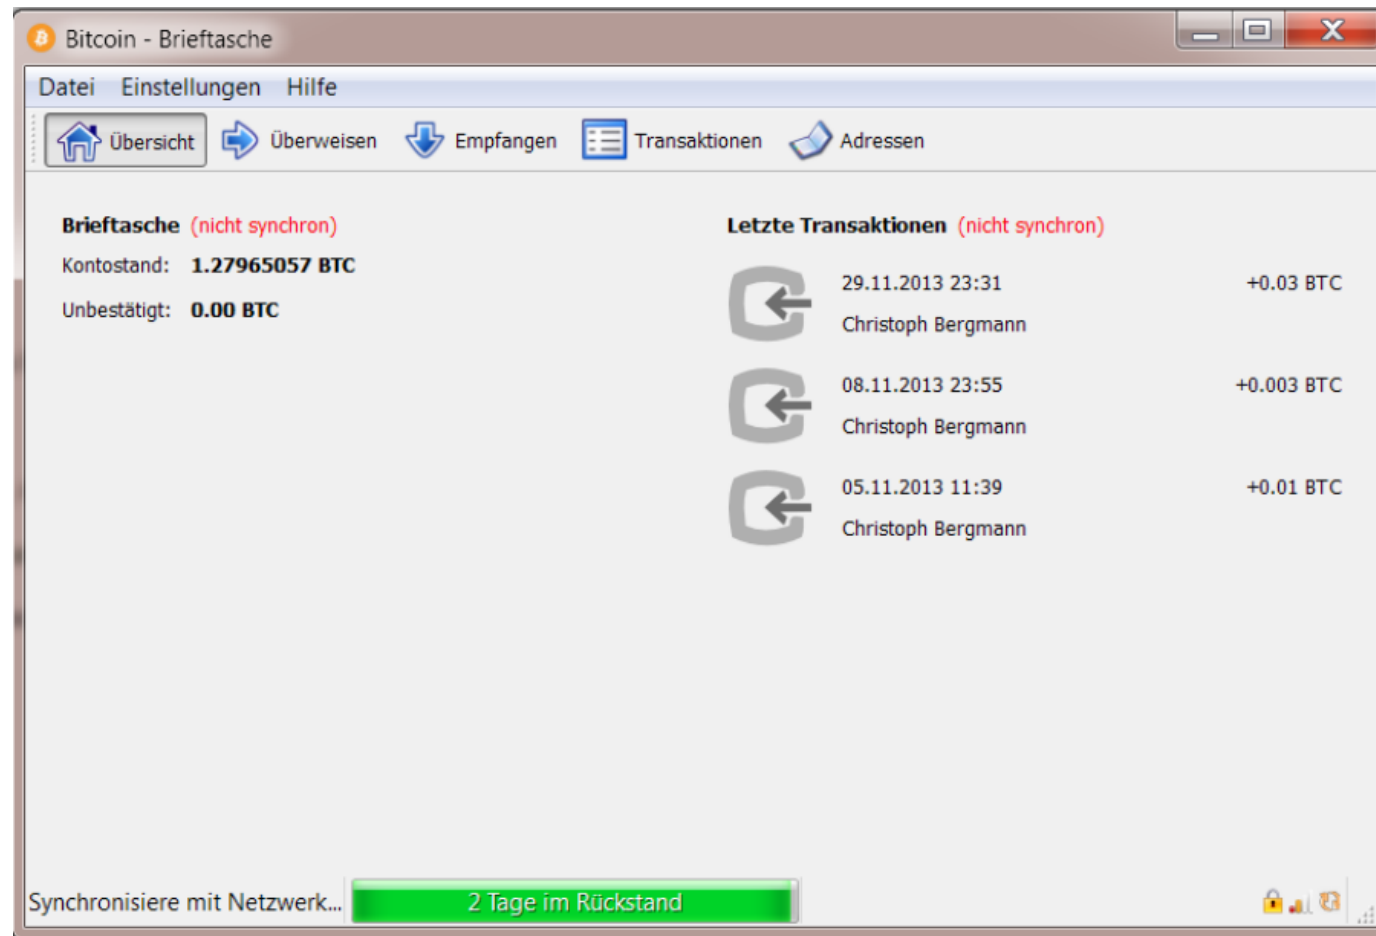 Bitcoin - Brieftasche
Datei Einstellungen Hilfe
Übersicht Überweisen Empfangen Transaktionen Adressen
Brieftasche (nicht synchron)
Kontostand: 1.27965057 BTC
Unbestätigt: 0.00 BTC
Letzte Transaktionen (nicht synchron)
29.11.2013 23:31 +0.03 BTC
Christoph Bergmann
08.11.2013 23:55 +0.003 BTC
Christoph Bergmann
05.11.2013 11:39 +0.01 BTC
Christoph Bergmann
Synchronisiere mit Netzwerk... 2 Tage im Rückstand